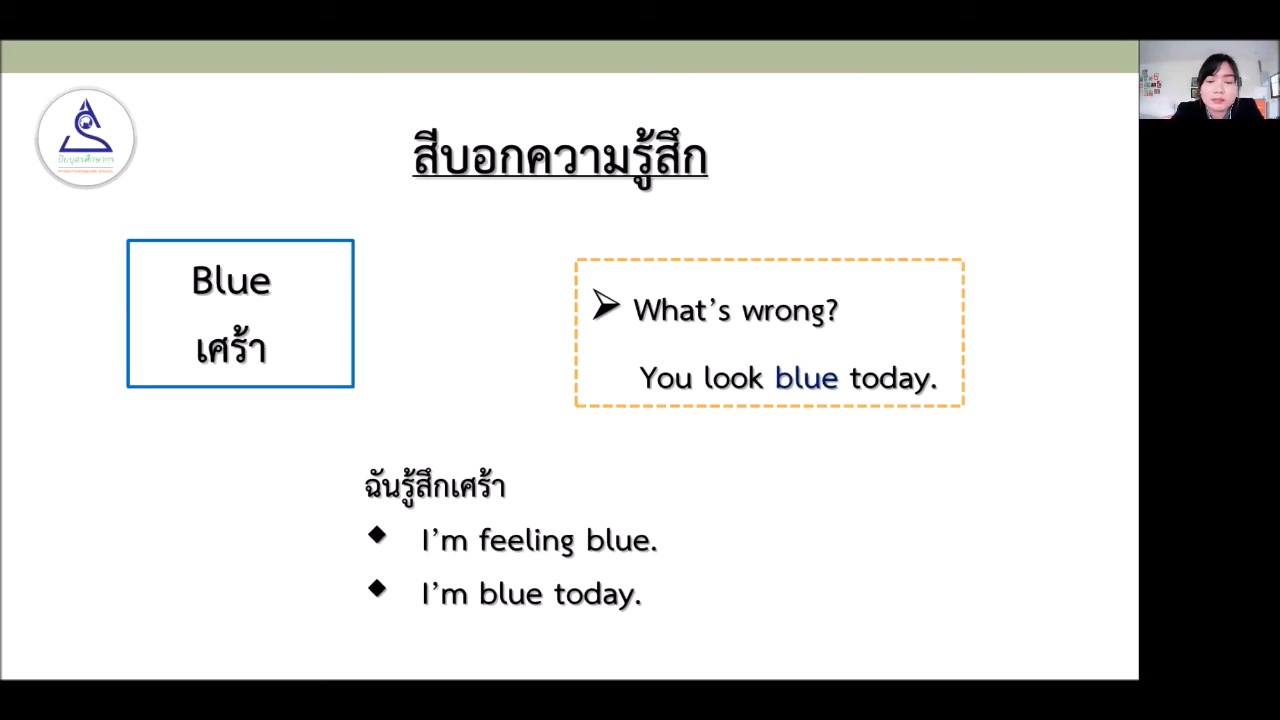 สีบอกความรู้สึก
Blue
เศร้า
What's wrong?
You look blue today.
ฉันรู้สึกเศร้า
I'm feeling blue.
I'm blue today.